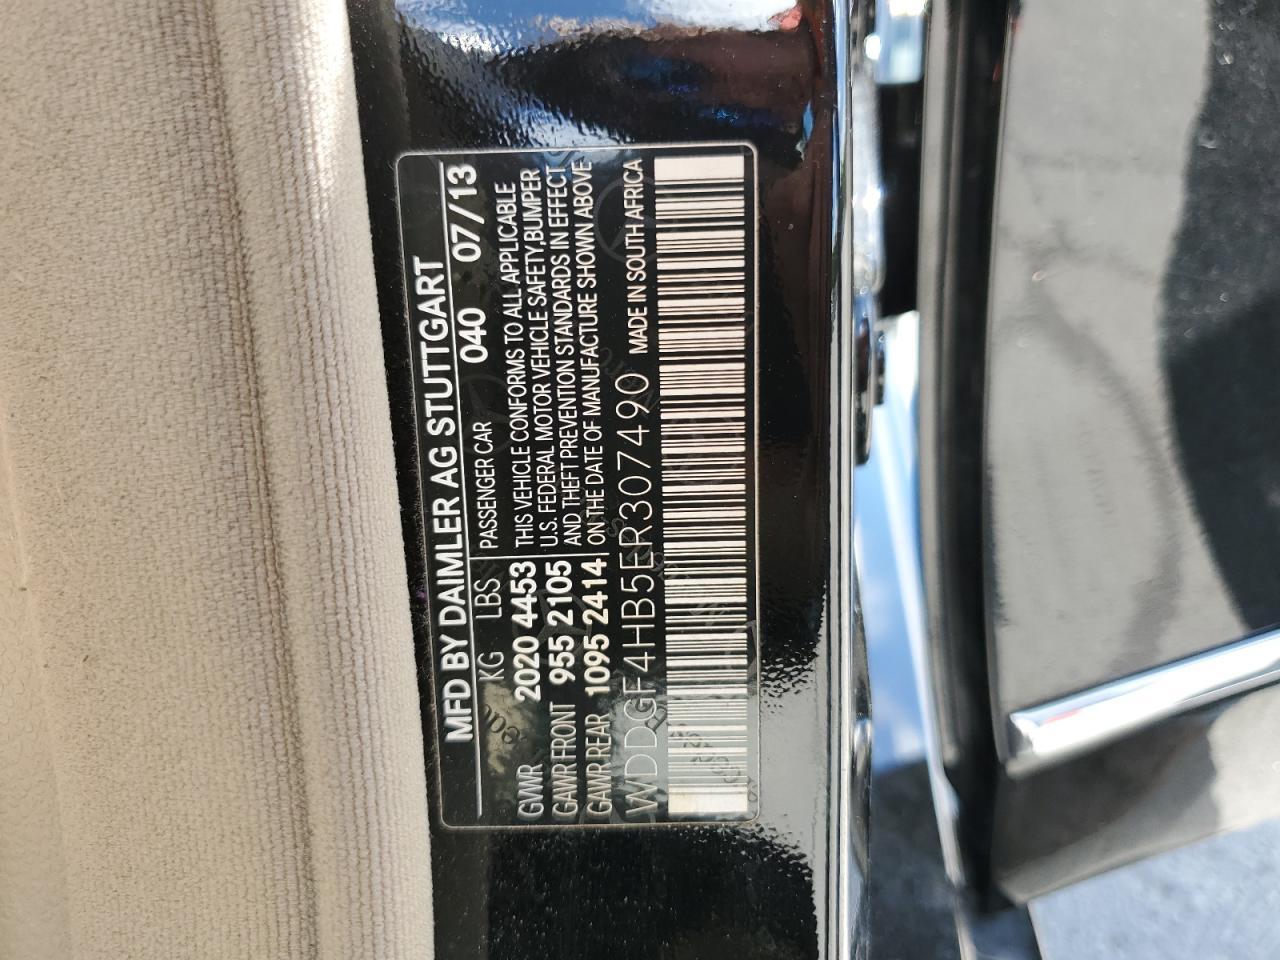 MFD BY DAIMLER AG STUTTGART
KG LBS PASSENGER CAR 040 07/13
GVWR 2020 4453
GAWR FRONT 955 2105
GAWR REAR 1095 2414
THIS VEHICLE CONFORMS TO ALL APPLICABLE
U.S. FEDERAL MOTOR VEHICLE SAFETY,BUMPER
AND THEFT PREVENTION STANDARDS IN EFFECT
ON THE DATE OF MANUFACTURE SHOWN ABOVE
WDDGF4HB5ER307490 MADE IN SOUTH AFRICA